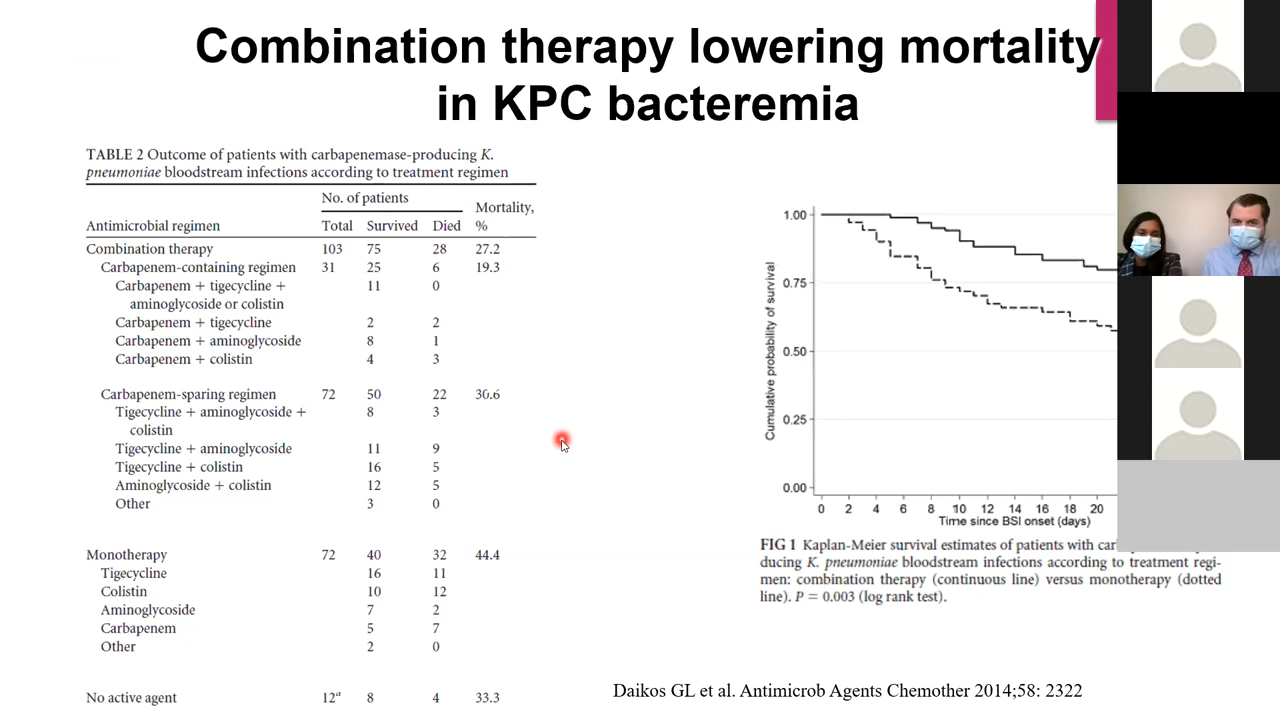 Combination therapy lowering mortality
in KPC bacteremia
TABLE 2 Outcome of patients with carbapenemase-producing K.
pneumoniae bloodstream infections according to treatment regimen
No. of patients
Mortality,
Antimicrobial regimen Total Survived Died %
Combination therapy 103 75 28 27.2
Carbapenem-containing regimen 31 25 6 19.3
Carbapenem + tigecycline + 11 0
aminoglycoside or colistin
Carbapenem + tigecycline 2 2
Carbapenem + aminoglycoside 8 1
Carbapenem + colistin 4 3
Carbapenem-sparing regimen 72 50 22 30.6
Tigecycline + aminoglycoside + 8 3
colistin
Tigecycline + aminoglycoside 11 9
Tigecycline + colistin 16 5
Aminoglycoside + colistin 12 5
Other 3 0
Monotherapy 72 40 32 44.4
Tigecycline 16 11
Colistin 10 12
Aminoglycoside 7 2
Carbapenem 5 7
Other 2 0
No active agent 12a 8 4 33.3
Cumulative probability of survival
1.00
0.75
0.50
0.25
0.00
0 2 4 6 8 10 12 14 16 18 20
Time since BSI onset (days)
FIG 1 Kaplan-Meier survival estimates of patients with
ducing K. pneumoniae bloodstream infections according to treatment regi-
men: combination therapy (continuous line) versus monotherapy (dotted
line). P = 0.003 (log rank test).
Daikos GL et al. Antimicrob Agents Chemother 2014;58: 2322